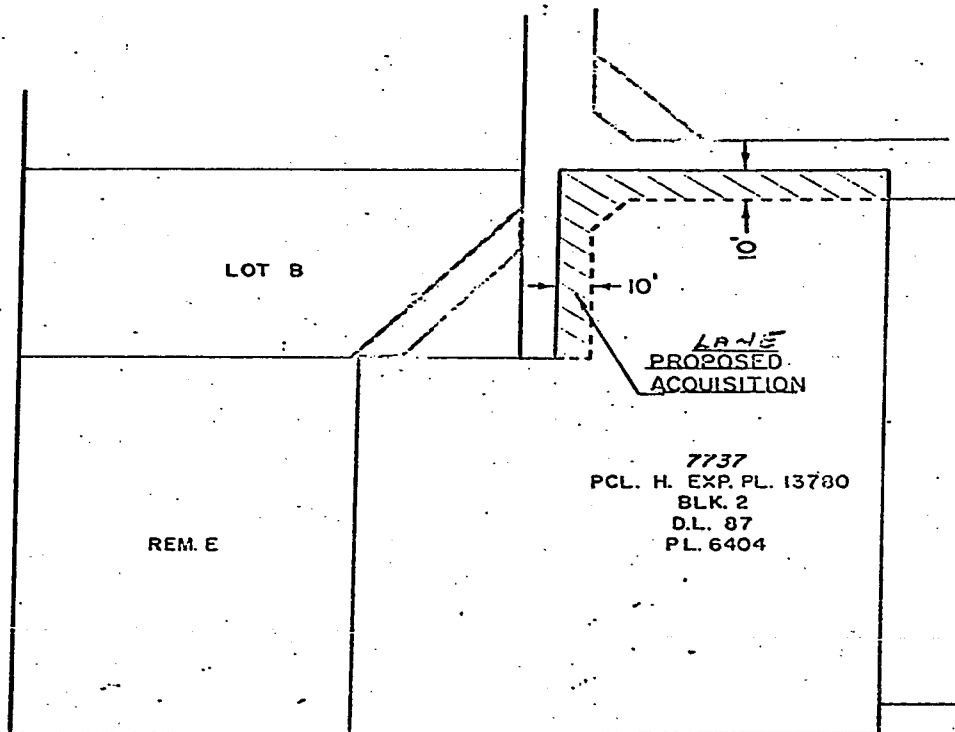 LOT B
10'
10'
LANE
PROPOSED
ACQUISITION
7737
PCL. H. EXP. PL. 13780
BLK. 2
D.L. 87
PL. 6404
REM. E